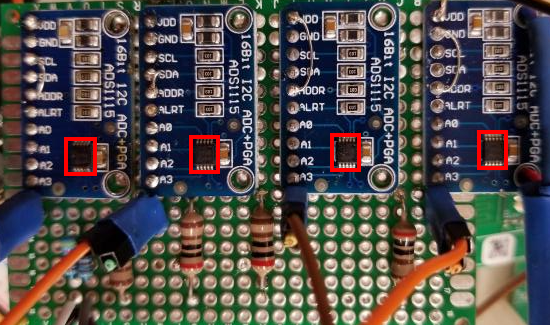 VDD
GND
SCL
SDA
ADDR
ALRT
A0
A1
A2
A3
16Bit I2C ADC+PGA
ADS1115
VDD
GND
SCL
SDA
ADDR
ALRT
A0
A1
A2
A3
16Bit I2C ADC+PGA
ADS1115
VDD
GND
SCL
SDA
ADDR
ALRT
A0
A1
A2
A3
16Bit I2C ADC+PGA
ADS1115
VDD
GND
SCL
SDA
ADDR
ALRT
A0
A1
A2
A3
16Bit I2C ADC+PGA
ADS1115